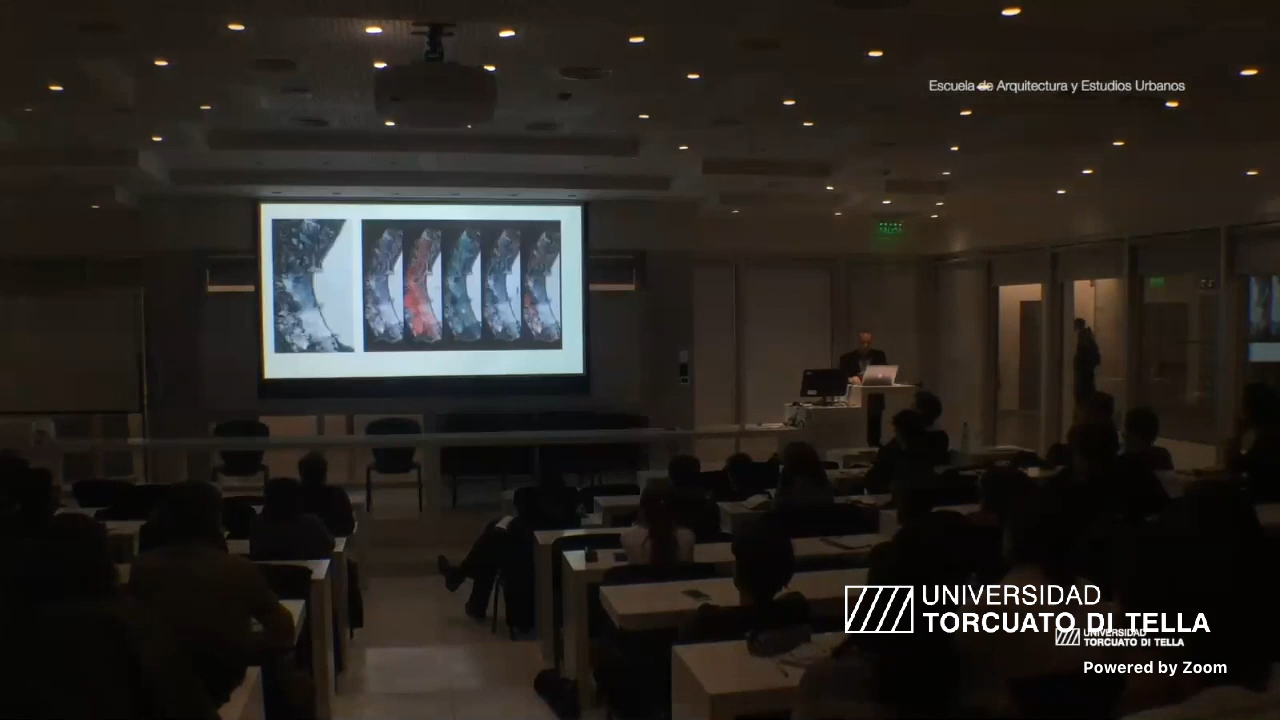 Escuela de Arquitectura y Estudios Urbanos
UNIVERSIDAD
TORCUATO DI TELLA
UNIVERSIDAD
TORCUATO DI TELLA
Powered by Zoom